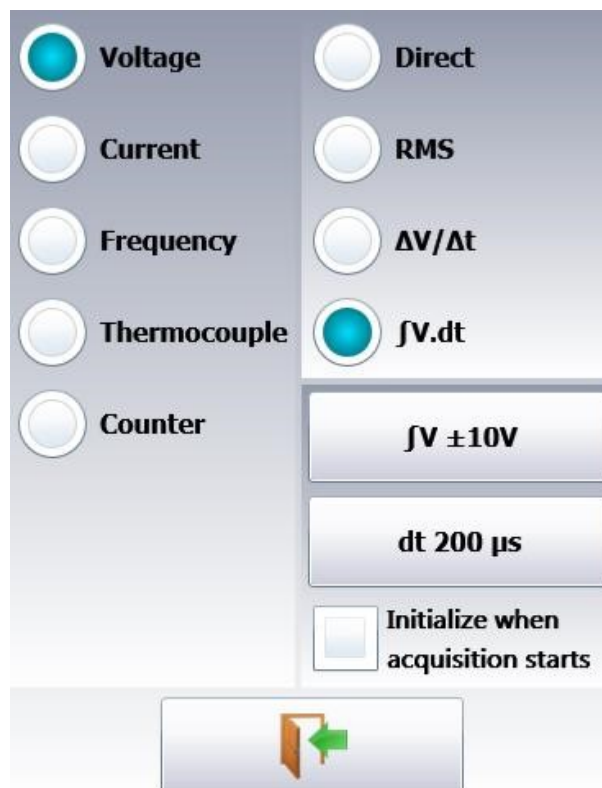 Voltage
Current
Frequency
Thermocouple
Counter
Direct
RMS
ΔV/Δt
∫V.dt
∫V ±10V
dt 200 μs
Initialize when
acquisition starts